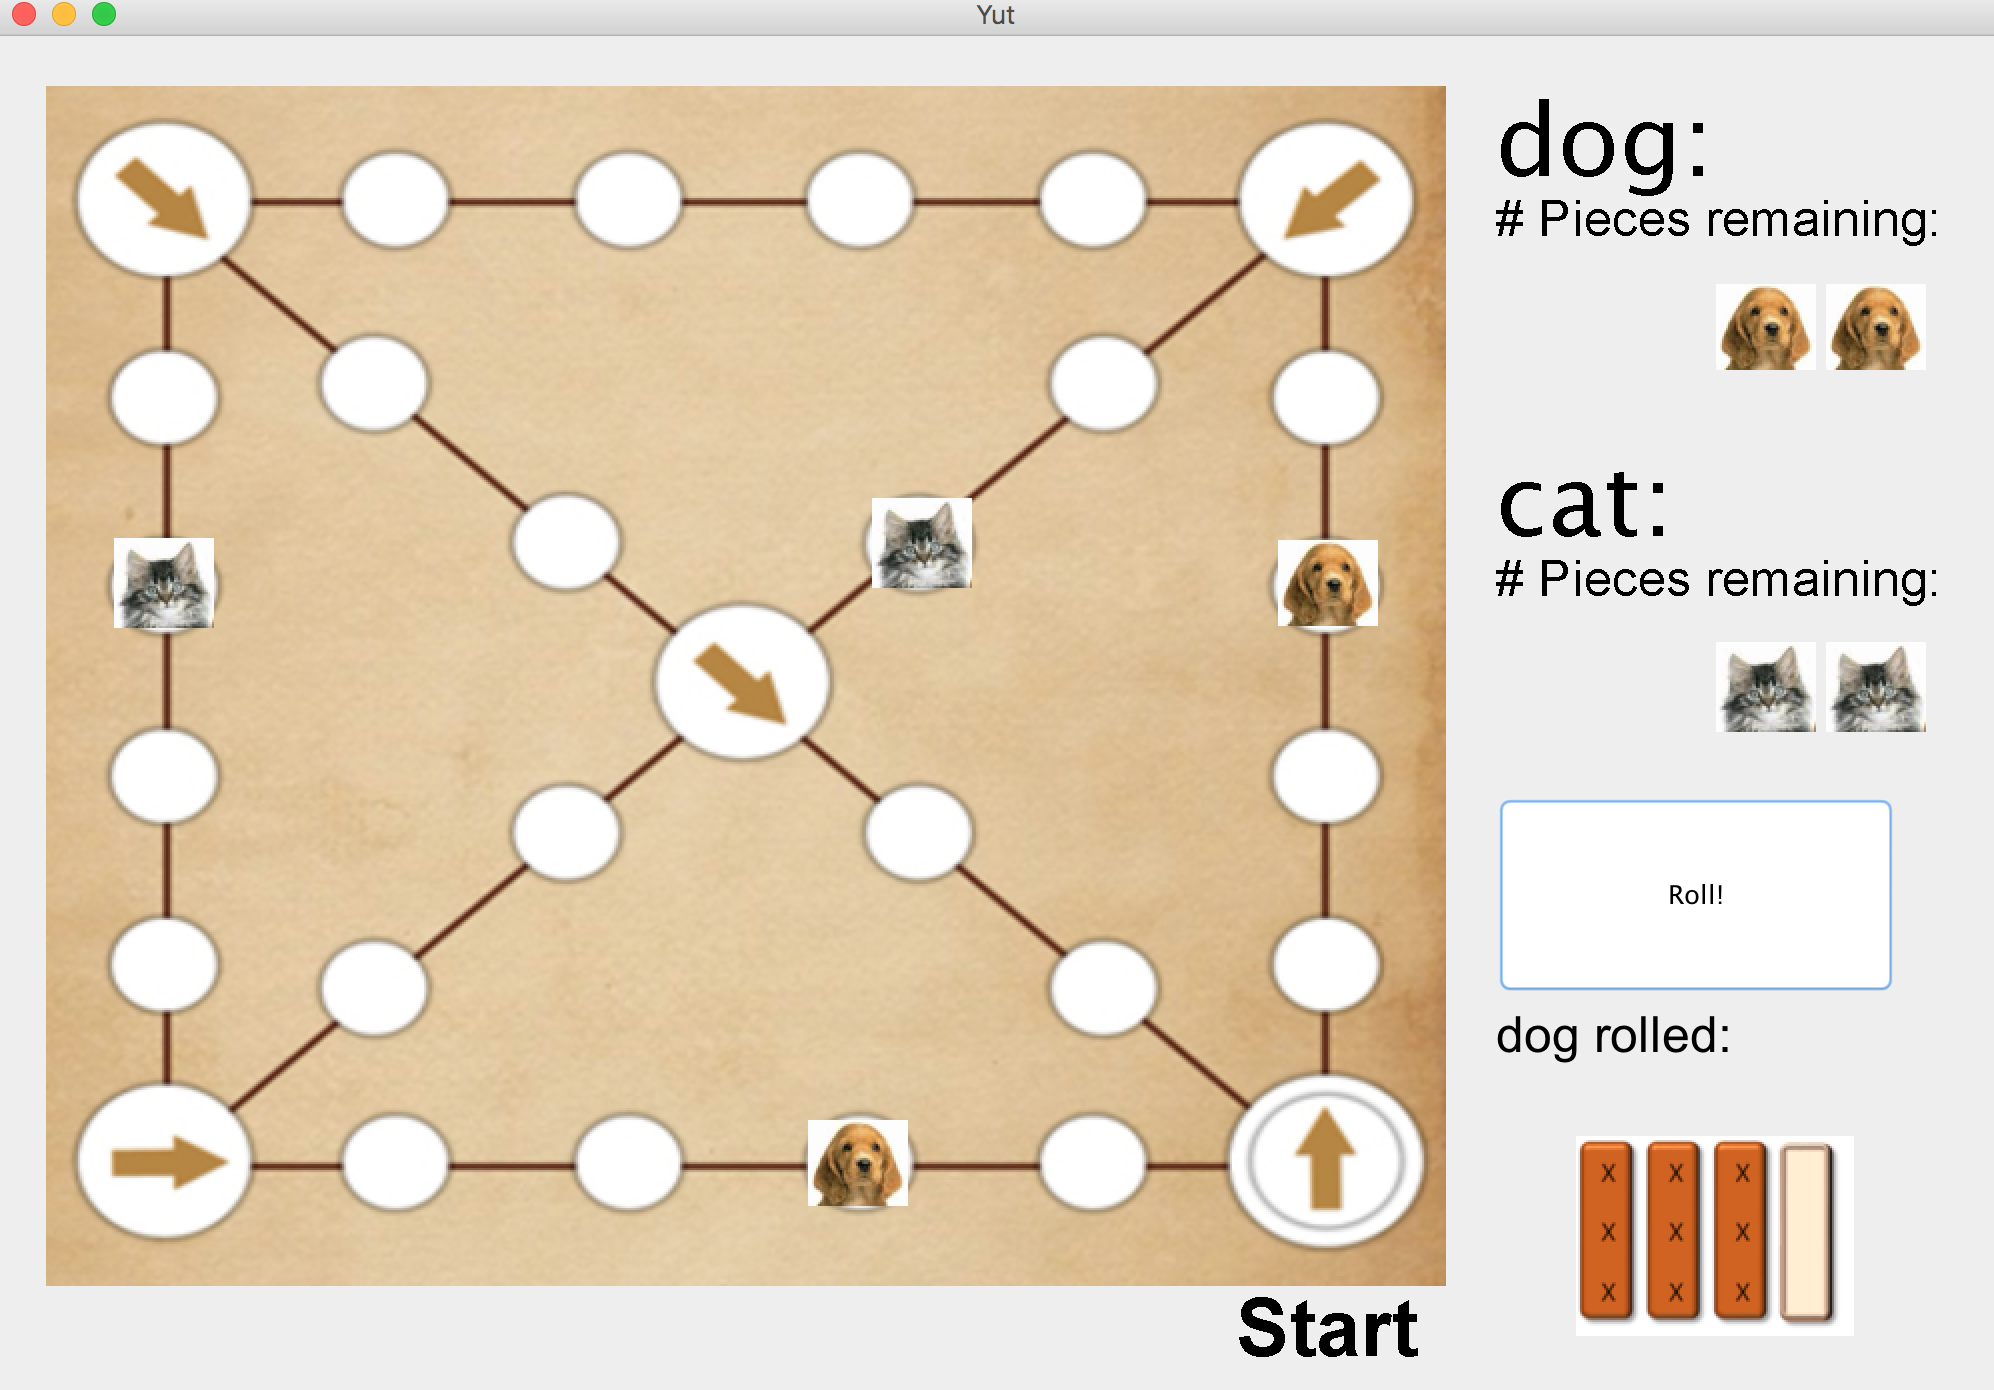 Yut
dog:
# Pieces remaining:
cat:
# Pieces remaining:
Roll!
dog rolled:
X X X
X X X
X X X
Start